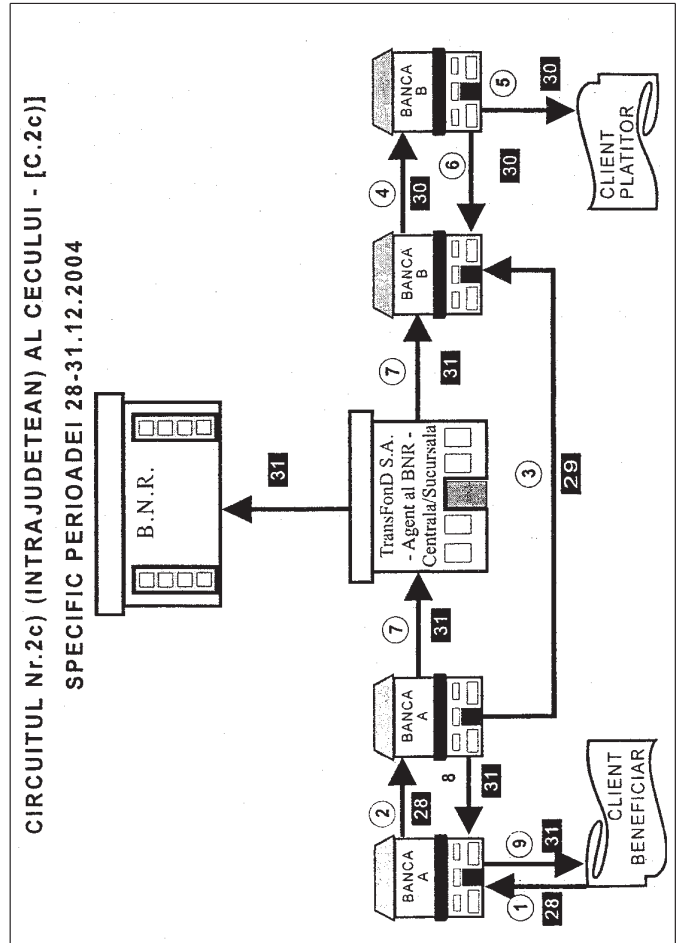 CIRCUITUL Nr.2c) (INTRAJUDETEAN) AL CECULUI - [C.2c)]
SPECIFIC PERIOADEI 28-31.12.2004
B.N.R.
31
TransFonD S.A.
- Agent al BNR -
Centrala/Sucursala
BANCA
A
2
28
BANCA
A
7
31
7
31
BANCA
B
4
30
BANCA
B
8
31
6
30
5
30
1
28
9
31
3
29
CLIENT
BENEFICIAR
CLIENT
PLATITOR